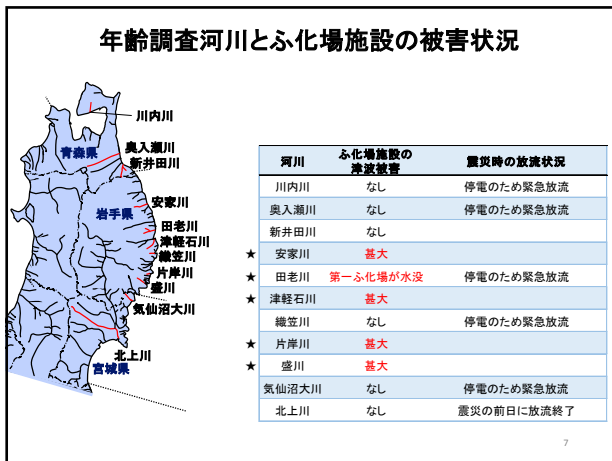 年齢調査河川とふ化場施設の被害状況
川内川
奥入瀬川
青森県
新井田川
安家川
岩手県
田老川
津軽石川
織笠川
片岸川
盛川
気仙沼大川
北上川
宮城県
河川 ふ化場施設の津波被害 震災時の放流状況
川内川 なし 停電のため緊急放流
奥入瀬川 なし 停電のため緊急放流
新井田川 なし
★ 安家川 甚大
★ 田老川 第一ふ化場が水没 停電のため緊急放流
★ 津軽石川 甚大
織笠川 なし 停電のため緊急放流
★ 片岸川 甚大
★ 盛川 甚大
気仙沼大川 なし 停電のため緊急放流
北上川 なし 震災の前日に放流終了
7